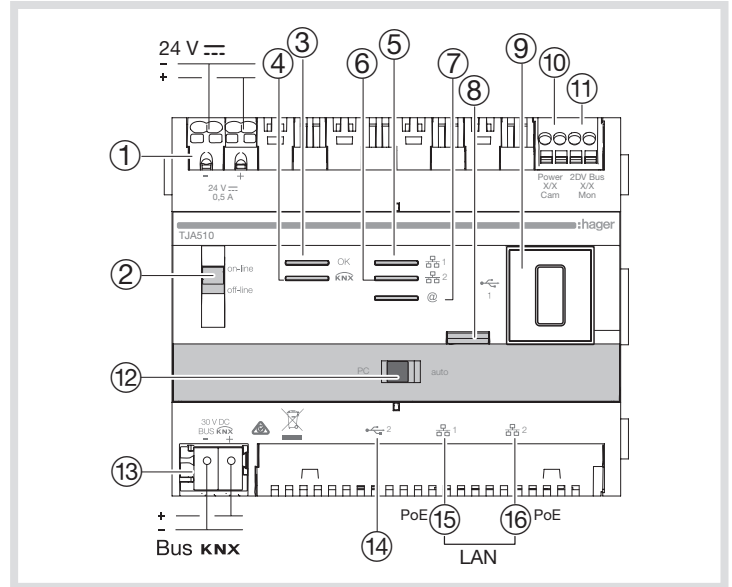 24 V
- 
+
③ ⑤
④ ⑥ ⑦
⑧
⑨
⑩
⑪
①
- +
24 V
0,5 A
Power 2DV Bus
X/X X/X
Cam Mon
:hager
TJA510
②
on-line
off-line
OK
KNX
1
2
@
1
⑫
PC auto
30 V DC
BUS KNX
- +
⑬
2
1
2
+
-
Bus KNX
⑭
PoE ⑮ ⑯ PoE
LAN